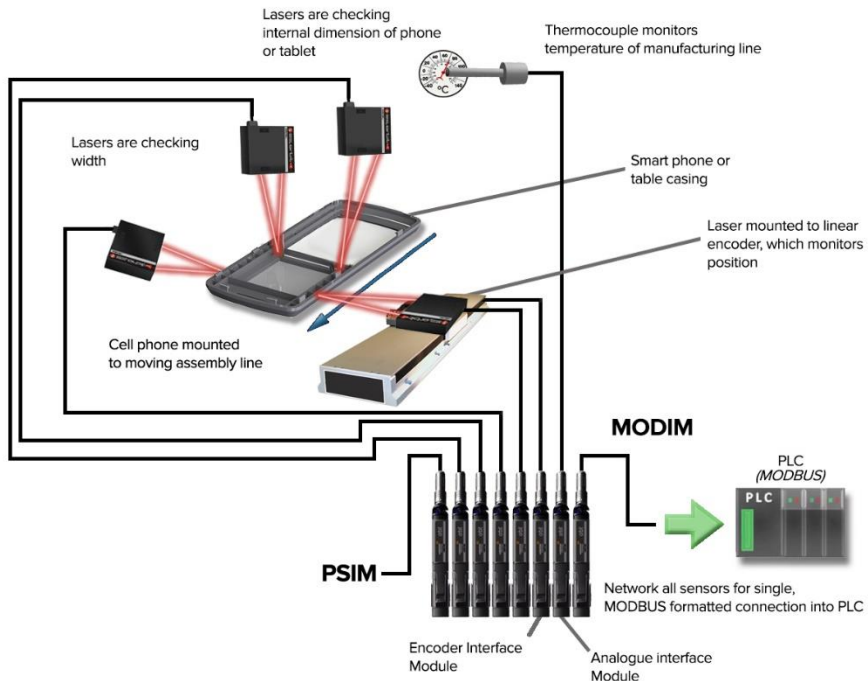 Lasers are checking
internal dimension of phone
or tablet
Thermocouple monitors
temperature of manufacturing line
°C
Lasers are checking
width
Smart phone or
table casing
Laser mounted to linear
encoder, which monitors
position
Cell phone mounted
to moving assembly line
MODIM
PLC
(MODBUS)
PLC
PSIM
Network all sensors for single,
MODBUS formatted connection into PLC
Encoder Interface
Module
Analogue interface
Module